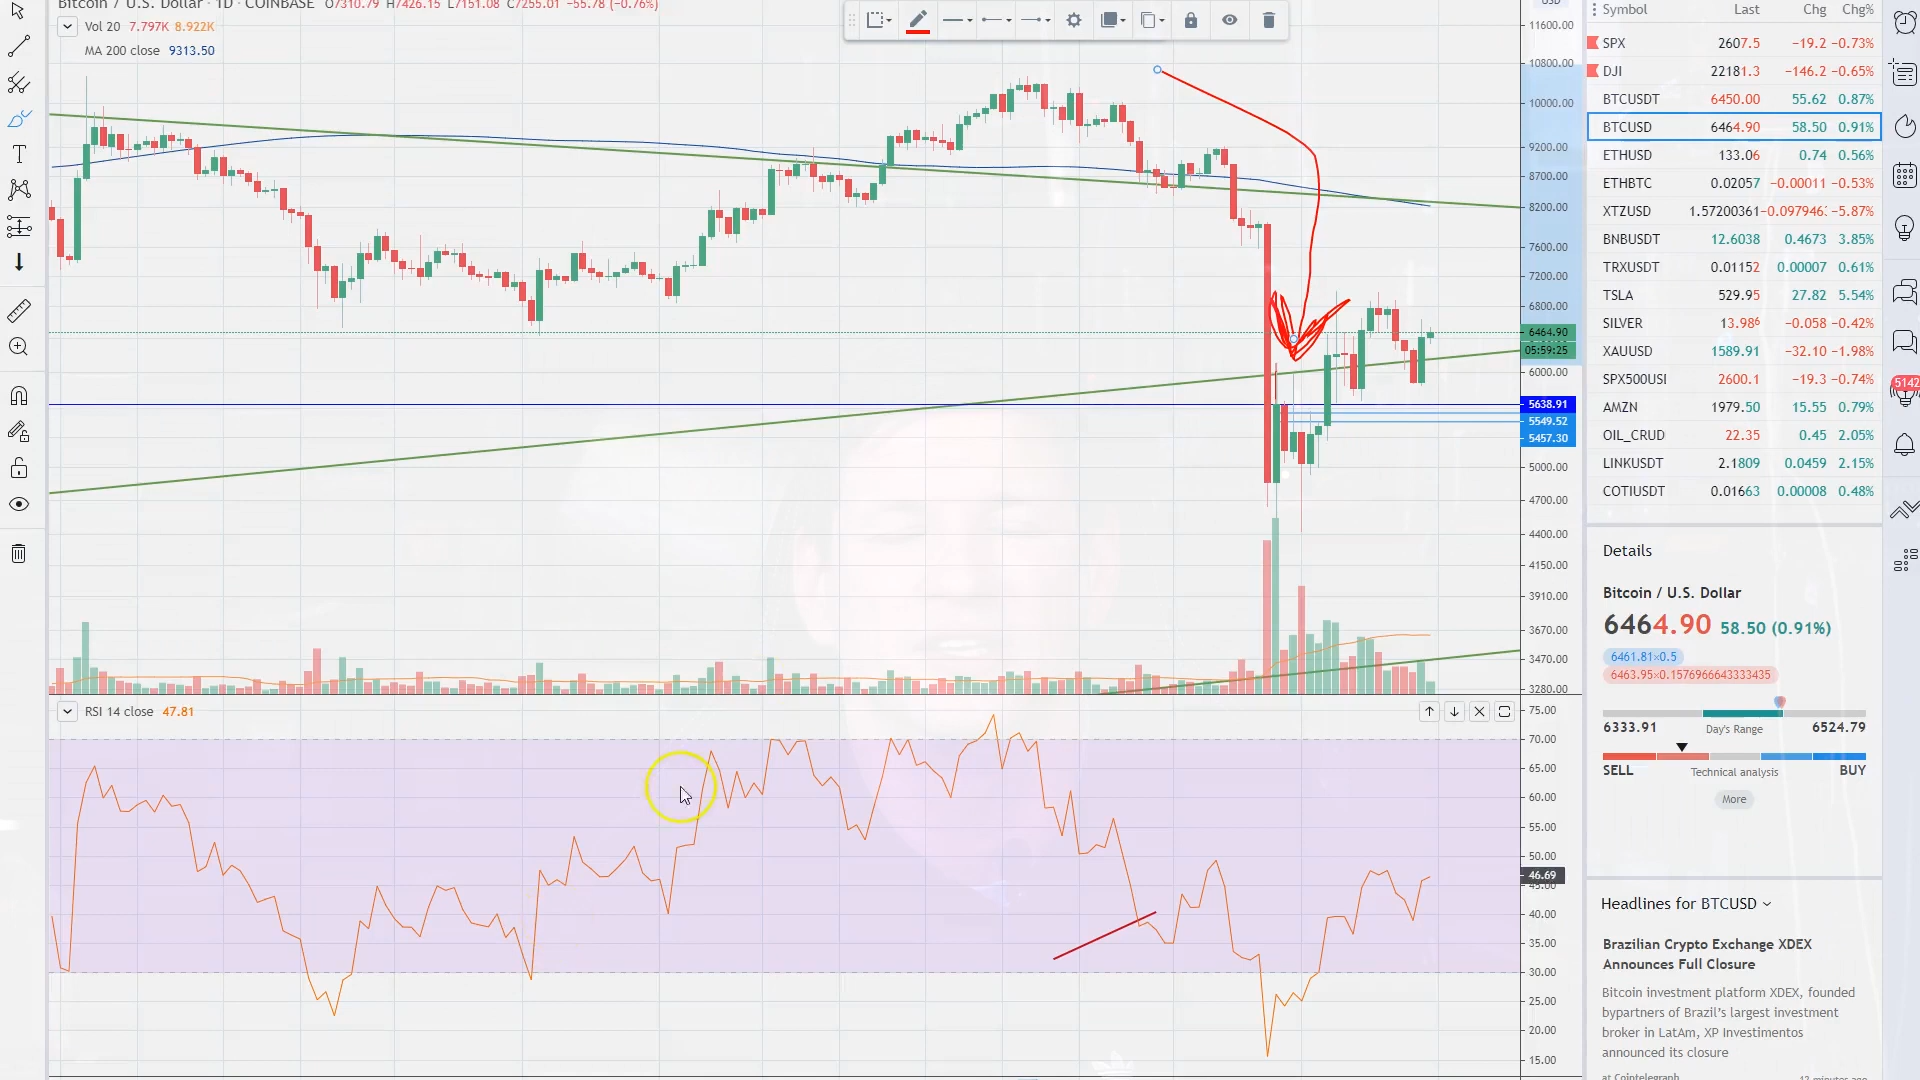 Bitcoin / U.S. Dollar · 1D · COINBASE O7310.79 H7426.15 L7151.08 C7255.01 −55.78 (−0.76%)
Vol 20 7.797K 8.922K
MA 200 close 9313.50
USD
11600.00
10800.00
10000.00
9200.00
8700.00
8200.00
7600.00
7200.00
6800.00
6464.90
05:59:25
6000.00
5638.91
5549.52
5457.30
5000.00
4700.00
4400.00
4150.00
3910.00
3670.00
3470.00
3280.00
RSI 14 close 47.81
75.00
70.00
65.00
60.00
55.00
50.00
46.69
45.00
40.00
35.00
30.00
25.00
20.00
15.00
Symbol Last Chg Chg%
SPX 2607.5 −19.2 −0.73%
DJI 22181.3 −146.2 −0.65%
BTCUSDT 6450.00 55.62 0.87%
BTCUSD 6464.90 58.50 0.91%
ETHUSD 133.06 0.74 0.56%
ETHBTC 0.02057 −0.00011 −0.53%
XTZUSD 1.57200361 −0.097946 −5.87%
BNBUSDT 12.6038 0.4673 3.85%
TRXUSDT 0.01152 0.00007 0.61%
TSLA 529.95 27.82 5.54%
SILVER 13.98⁶ −0.058 −0.42%
XAUUSD 1589.91 −32.10 −1.98%
SPX500USI 2600.1 −19.3 −0.74%
AMZN 1979.50 15.55 0.79%
OIL_CRUD 22.35 0.45 2.05%
LINKUSDT 2.1809 0.0459 2.15%
COTIUSDT 0.01663 0.00008 0.48%
5142
Details
Bitcoin / U.S. Dollar
6464.90 58.50 (0.91%)
6461.81×0.5
6463.95×0.1576966643333435
6333.91 Day's Range 6524.79
SELL Technical analysis BUY
More
Headlines for BTCUSD
Brazilian Crypto Exchange XDEX
Announces Full Closure
Bitcoin investment platform XDEX, founded
bypartners of Brazil's largest investment
broker in LatAm, XP Investimentos
announced its closure
at Cointelegraph 12 minutes ago